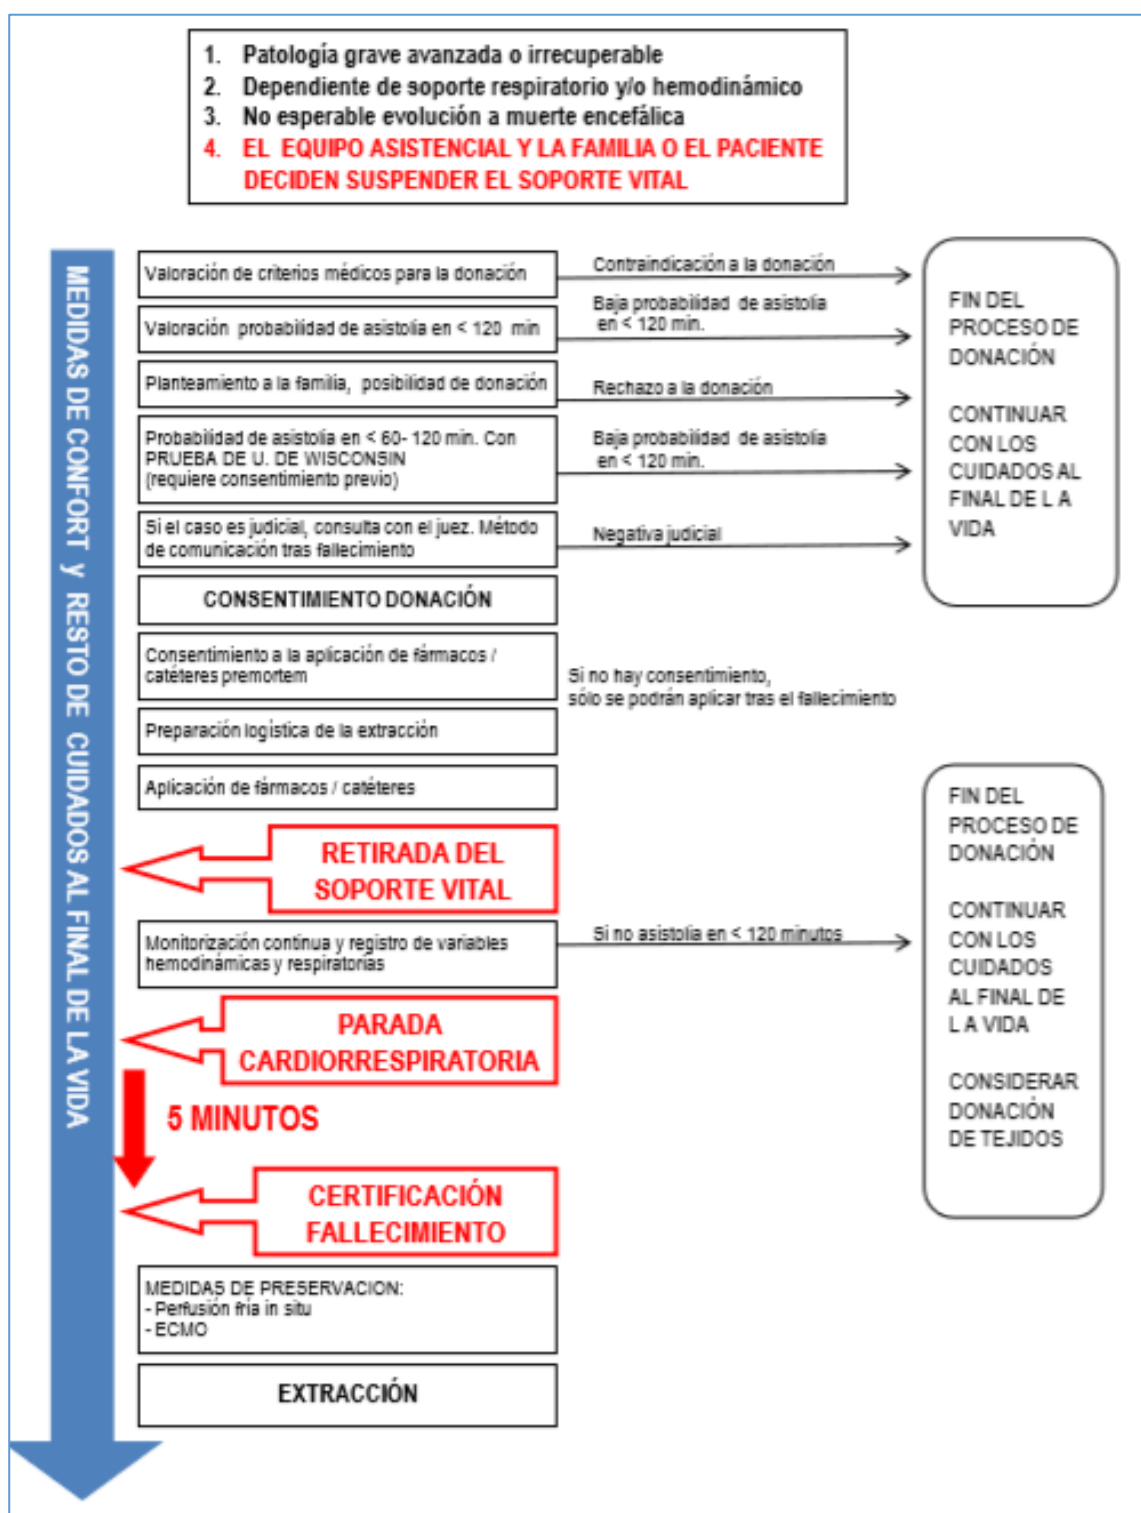 1. Patología grave avanzada o irrecuperable
2. Dependiente de soporte respiratorio y/o hemodinámico
3. No esperable evolución a muerte encefálica
4. EL EQUIPO ASISTENCIAL Y LA FAMILIA O EL PACIENTE
DECIDEN SUSPENDER EL SOPORTE VITAL
MEDIDAS DE CONFORT y RESTO DE CUIDADOS AL FINAL DE LA VIDA
Valoración de criterios médicos para la donación
Contraindicación a la donación
Valoración probabilidad de asistolia en < 120 min
Baja probabilidad de asistolia
en < 120 min.
Planteamiento a la familia, posibilidad de donación
Rechazo a la donación
Probabilidad de asistolia en < 60- 120 min. Con
PRUEBA DE U. DE WISCONSIN
(requiere consentimiento previo)
Baja probabilidad de asistolia
en < 120 min.
Si el caso es judicial, consulta con el juez. Método
de comunicación tras fallecimiento
Negativa judicial
FIN DEL
PROCESO DE
DONACIÓN
CONTINUAR
CON LOS
CUIDADOS AL
FINAL DE L A
VIDA
CONSENTIMIENTO DONACIÓN
Consentimiento a la aplicación de fármacos /
catéteres premortem
Si no hay consentimiento,
sólo se podrán aplicar tras el fallecimiento
Preparación logística de la extracción
Aplicación de fármacos / catéteres
RETIRADA DEL
SOPORTE VITAL
Monitorización continua y registro de variables
hemodinámicas y respiratorias
Si no asistolia en < 120 minutos
FIN DEL
PROCESO DE
DONACIÓN
CONTINUAR
CON LOS
CUIDADOS
AL FINAL DE
L A VIDA
CONSIDERAR
DONACIÓN
DE TEJIDOS
PARADA
CARDIORRESPIRATORIA
5 MINUTOS
CERTIFICACIÓN
FALLECIMIENTO
MEDIDAS DE PRESERVACION:
- Perfusión fría in situ
- ECMO
EXTRACCIÓN